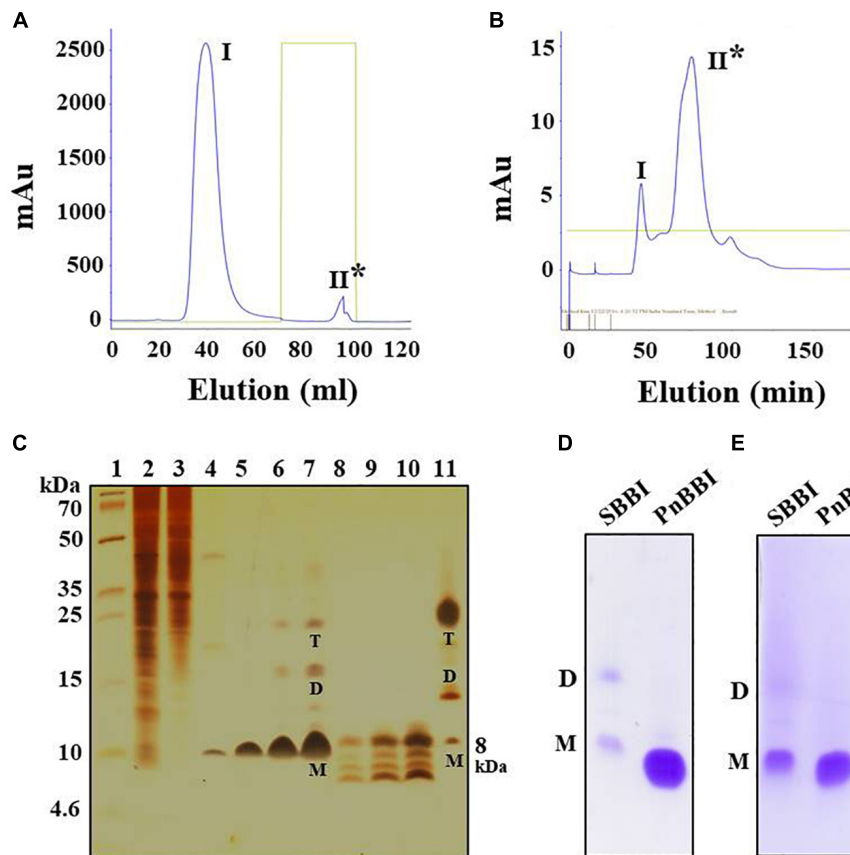 A
2500
2000
1500
1000
500
0
mAu
I
II*
0 20 40 60 80 100 120
Elution (ml)
B
15
10
5
0
mAu
I
II*
0 50 100 150
Elution (min)
C
kDa
1 2 3 4 5 6 7 8 9 10 11
70
50
35
25
15
10
4.6
T
D
M
T
D
M
8
kDa
D
SBBI PnBBI
D
M
E
SBBI PnB
D
M